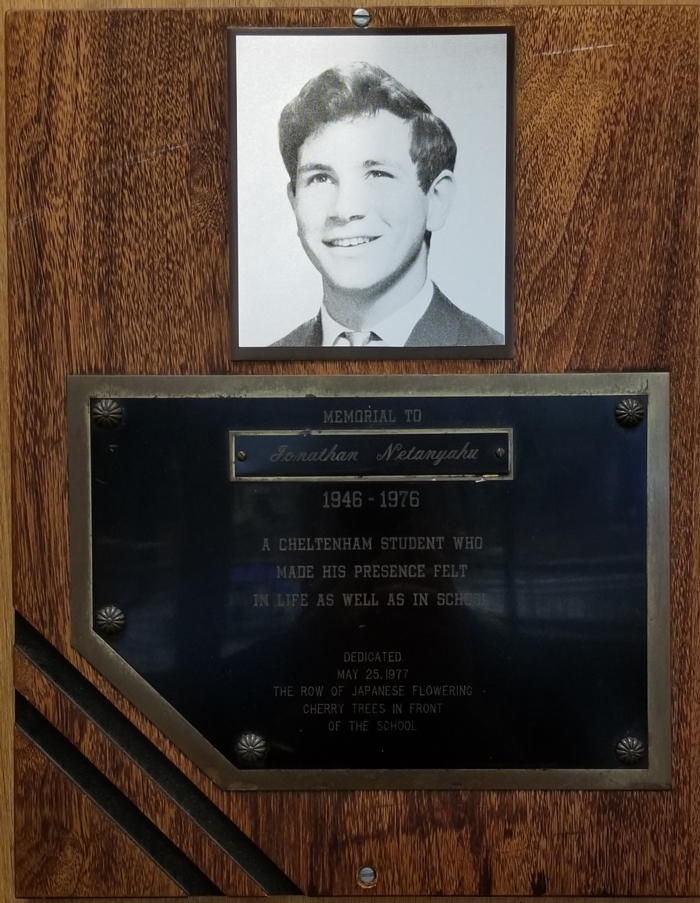 MEMORIAL TO
Jonathan Netanyahu
1946 - 1976
A CHELTENHAM STUDENT WHO
MADE HIS PRESENCE FELT
IN LIFE AS WELL AS IN SCHOOL
DEDICATED
MAY 25, 1977
THE ROW OF JAPANESE FLOWERING
CHERRY TREES IN FRONT
OF THE SCHOOL